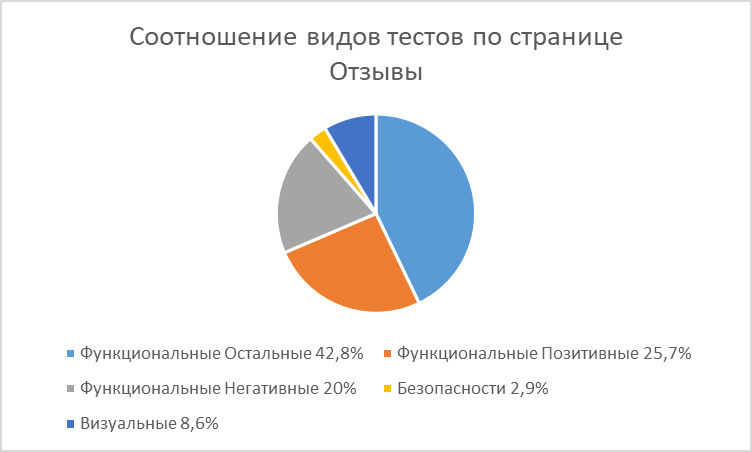 Соотношение видов тестов по странице
Отзывы
Функциональные Остальные 42,8%
Функциональные Позитивные 25,7%
Функциональные Негативные 20%
Безопасности 2,9%
Визуальные 8,6%